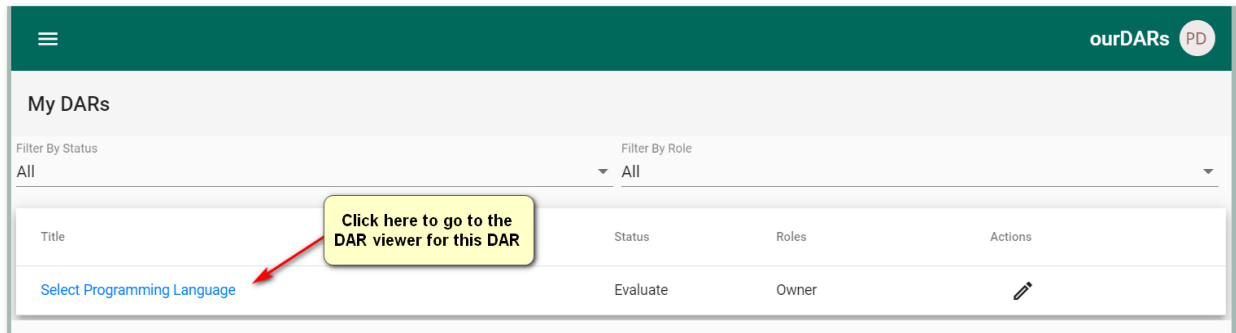 ourDARs PD
My DARs
Filter By Status Filter By Role
All All
Click here to go to the
DAR viewer for this DAR
Title Status Roles Actions
Select Programming Language Evaluate Owner